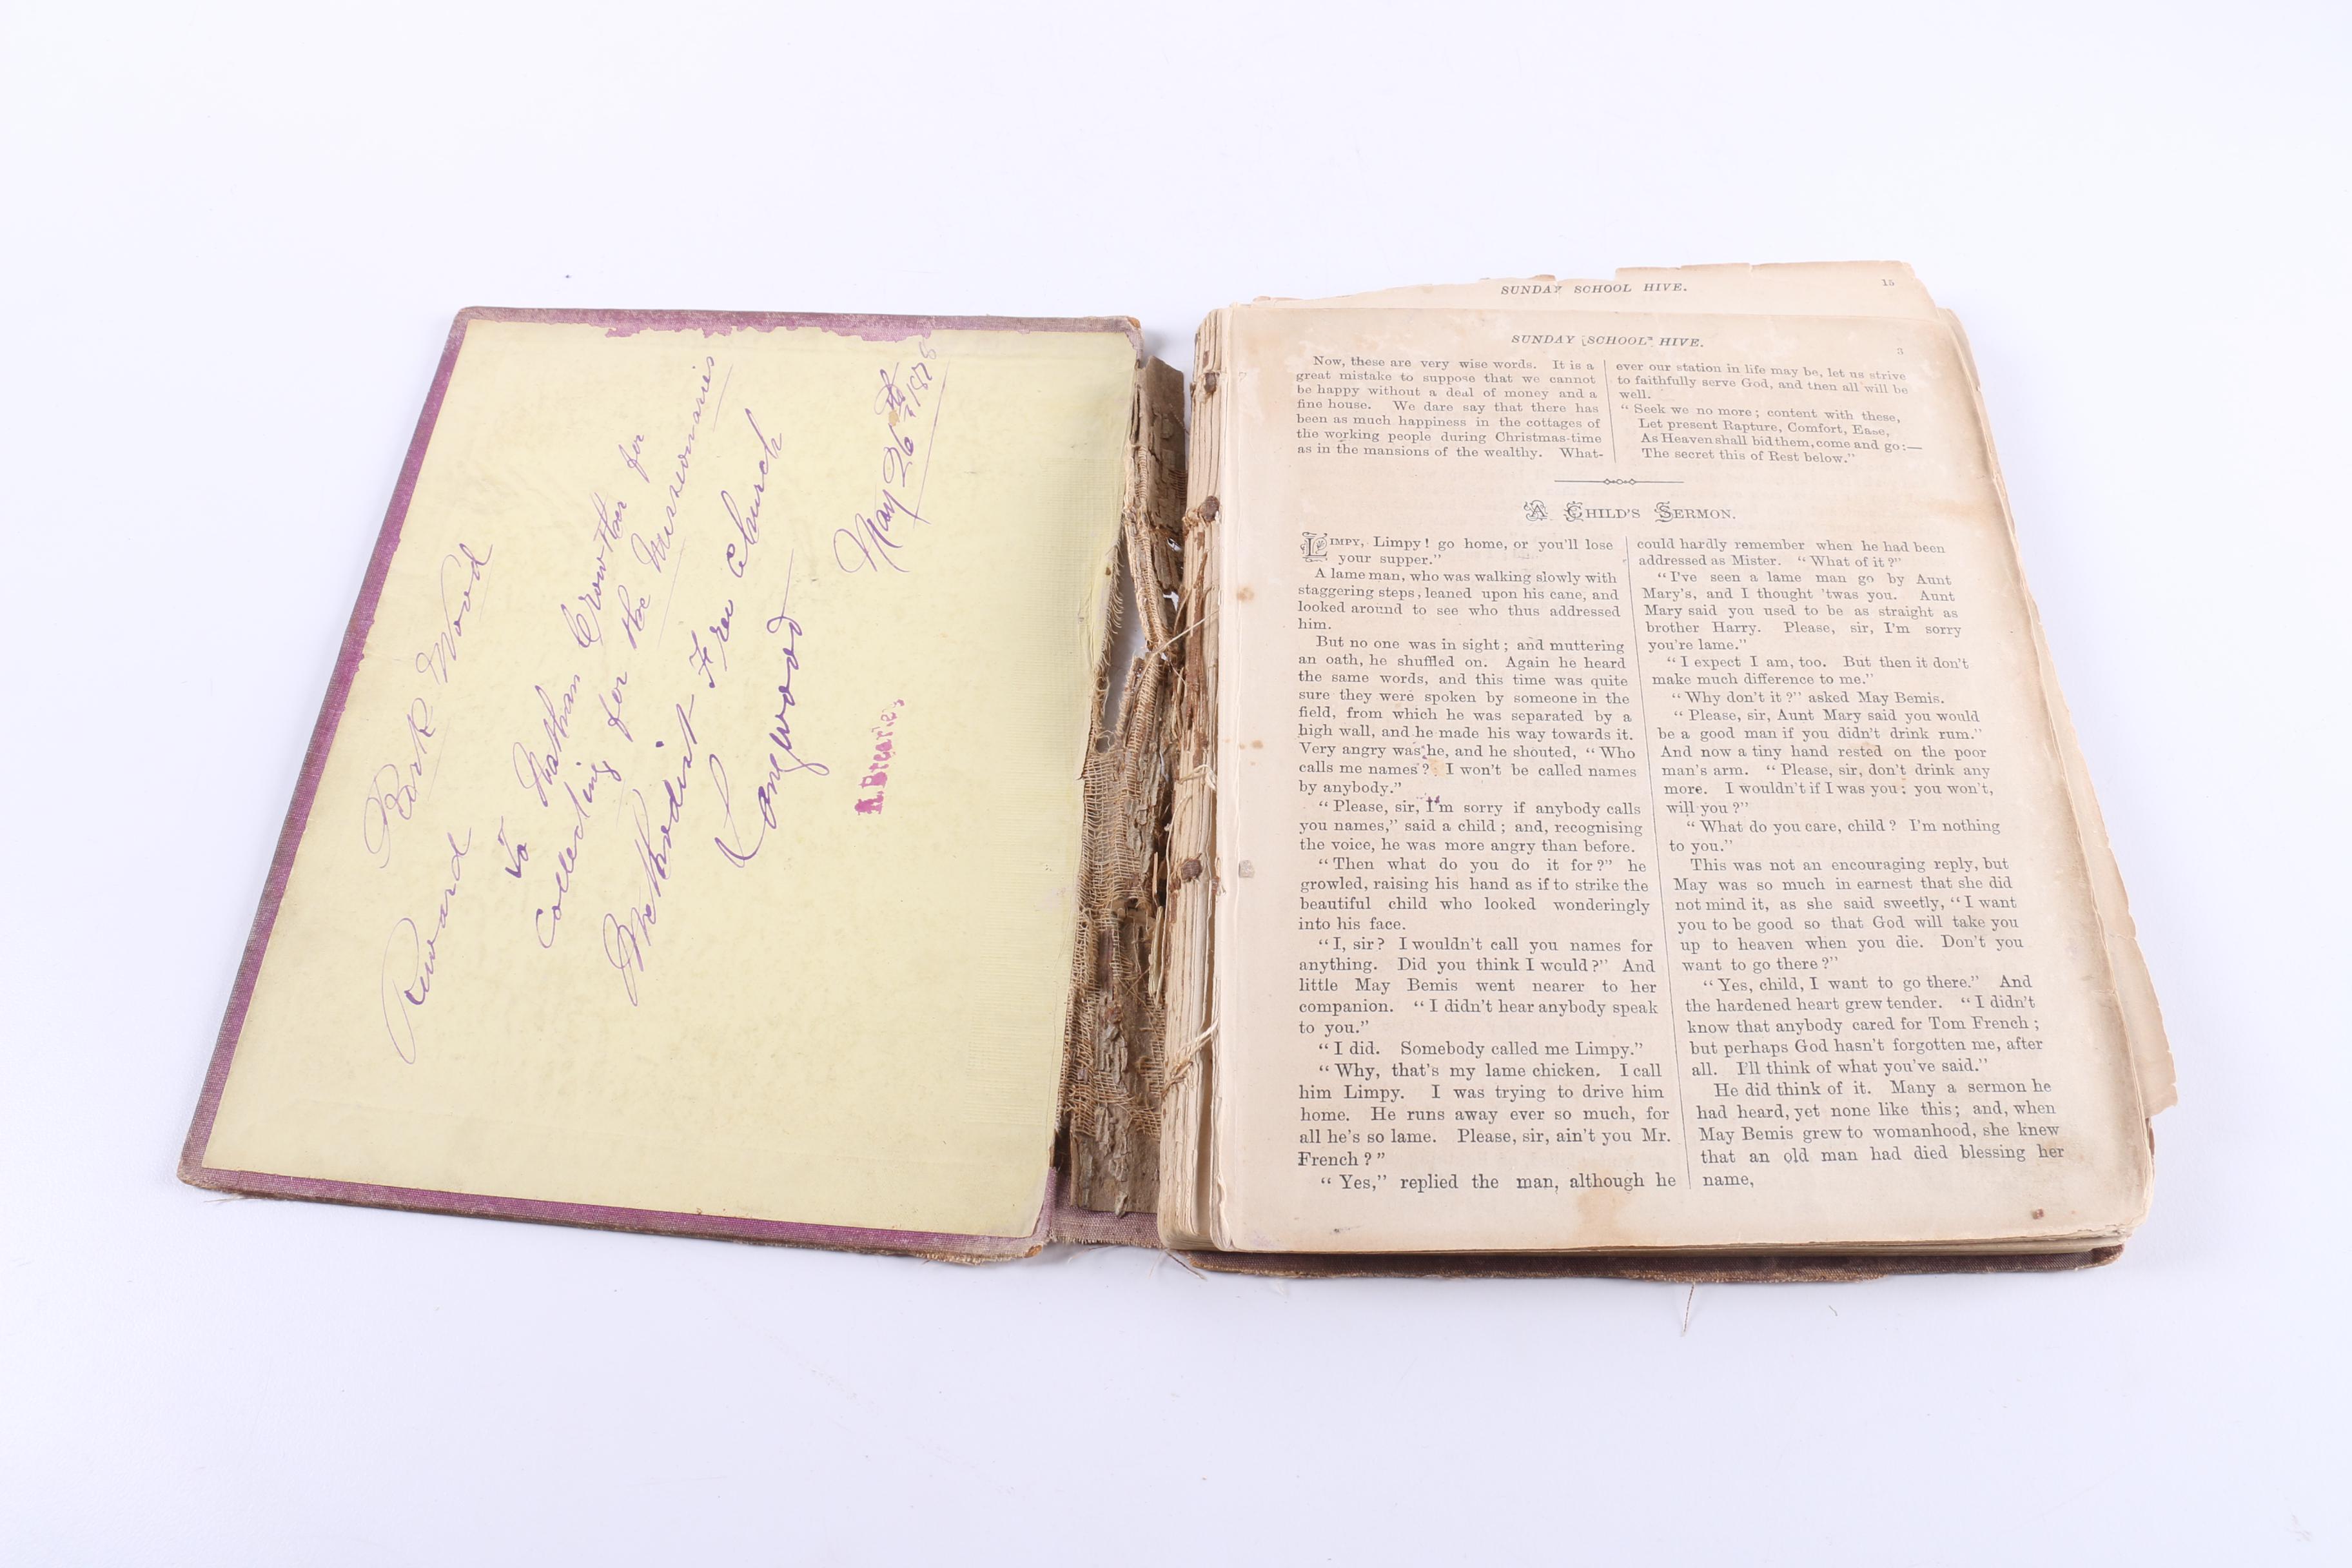 Park Wood
Reward
to
Nathan Crowther for
Collecting for the Missionaries
Methodist Free Church
Longwood
May 26th 1878
SUNDAY SCHOOL HIVE.
15
SUNDAY SCHOOL HIVE.
3
Now, these are very wise words. It is a
great mistake to suppose that we cannot
be happy without a deal of money and a
fine house. We dare say that there has
been as much happiness in the cottages of
the working people during Christmas-time
as in the mansions of the wealthy. What-
ever our station in life may be, let us strive
to faithfully serve God, and then all will be
well.
“ Seek we no more ; content with these,
Let present Rapture, Comfort, Ease,
As Heaven shall bid them, come and go :—
The secret this of Rest below.”
A CHILD'S SERMON.
LIMPY, Limpy ! go home, or you'll lose
your supper.”
A lame man, who was walking slowly with
staggering steps, leaned upon his cane, and
looked around to see who thus addressed
him.
But no one was in sight ; and muttering
an oath, he shuffled on. Again he heard
the same words, and this time was quite
sure they were spoken by someone in the
field, from which he was separated by a
high wall, and he made his way towards it.
Very angry was he, and he shouted, “ Who
calls me names ? I won't be called names
by anybody.”
“ Please, sir, I'm sorry if anybody calls
you names,” said a child ; and, recognising
the voice, he was more angry than before.
“ Then what do you do it for ?” he
growled, raising his hand as if to strike the
beautiful child who looked wonderingly
into his face.
“ I, sir ? I wouldn't call you names for
anything. Did you think I would ?” And
little May Bemis went nearer to her
companion. “ I didn't hear anybody speak
to you.”
“ I did. Somebody called me Limpy.”
“ Why, that's my lame chicken. I call
him Limpy. I was trying to drive him
home. He runs away ever so much, for
all he's so lame. Please, sir, ain't you Mr.
French ? ”
“ Yes,” replied the man, although he
could hardly remember when he had been
addressed as Mister. “ What of it ?”
“ I've seen a lame man go by Aunt
Mary's, and I thought 'twas you. Aunt
Mary said you used to be as straight as
brother Harry. Please, sir, I'm sorry
you're lame.”
“ I expect I am, too. But then it don't
make much difference to me.”
“ Why don't it ?” asked May Bemis.
“ Please, sir, Aunt Mary said you would
be a good man if you didn't drink rum.”
And now a tiny hand rested on the poor
man's arm. “ Please, sir, don't drink any
more. I wouldn't if I was you : you won't,
will you ?”
“ What do you care, child ? I'm nothing
to you.”
This was not an encouraging reply, but
May was so much in earnest that she did
not mind it, as she said sweetly, “ I want
you to be good so that God will take you
up to heaven when you die. Don't you
want to go there ?”
“ Yes, child, I want to go there.” And
the hardened heart grew tender. “ I didn't
know that anybody cared for Tom French ;
but perhaps God hasn't forgotten me, after
all. I'll think of what you've said.”
He did think of it. Many a sermon he
had heard, yet none like this ; and, when
May Bemis grew to womanhood, she knew
that an old man had died blessing her
name,